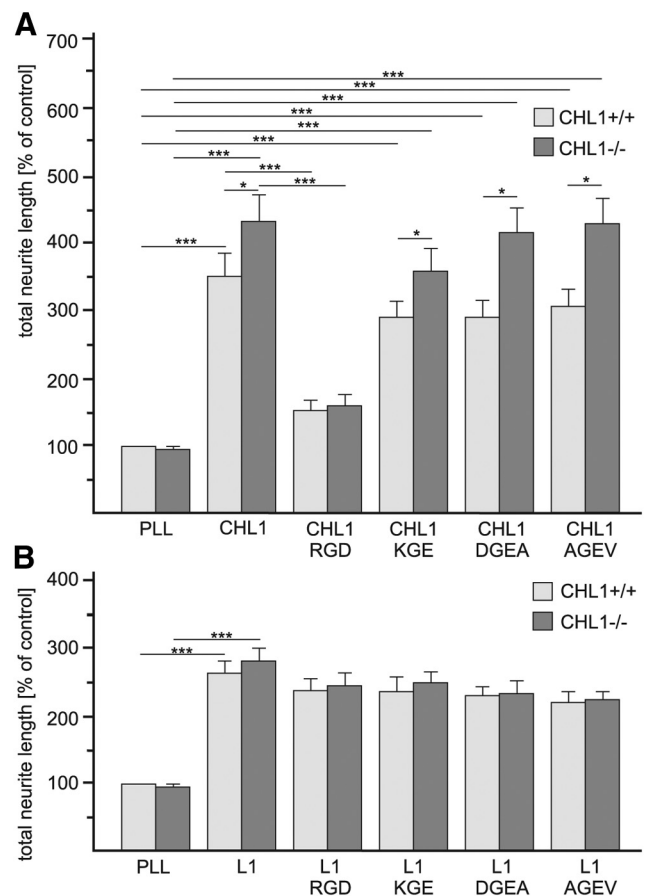 A
total neurite length [% of control]
700
600
500
400
300
200
100
CHL1+/+
CHL1-/-
***
***
***
***
***
***
***
***
***
***
*
*
*
*
PLL
CHL1
CHL1
RGD
CHL1
KGE
CHL1
DGEA
CHL1
AGEV
B
total neurite length [% of control]
400
300
200
100
CHL1+/+
CHL1-/-
***
***
PLL
L1
L1
RGD
L1
KGE
L1
DGEA
L1
AGEV